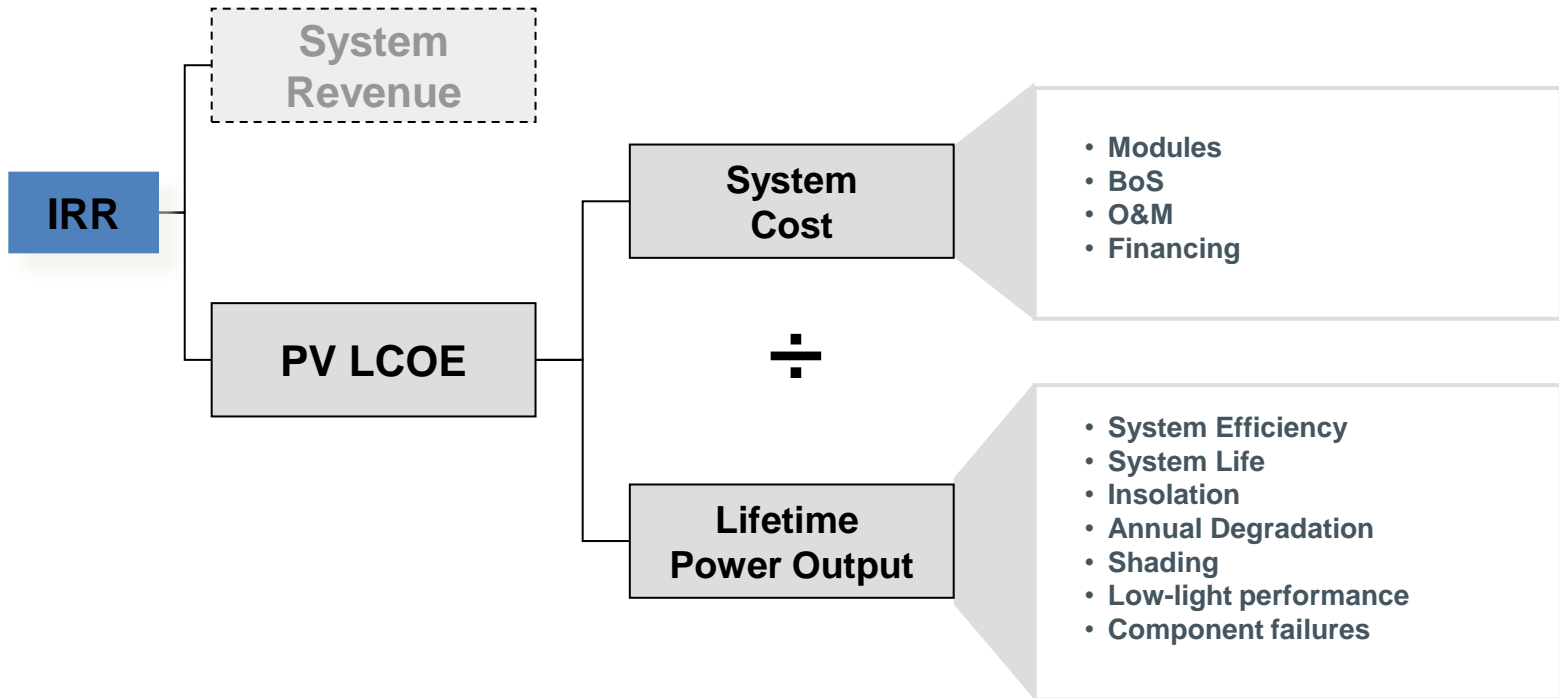 System
Revenue
IRR
PV LCOE
System
Cost
÷
Lifetime
Power Output
• Modules
• BoS
• O&M
• Financing
• System Efficiency
• System Life
• Insolation
• Annual Degradation
• Shading
• Low-light performance
• Component failures